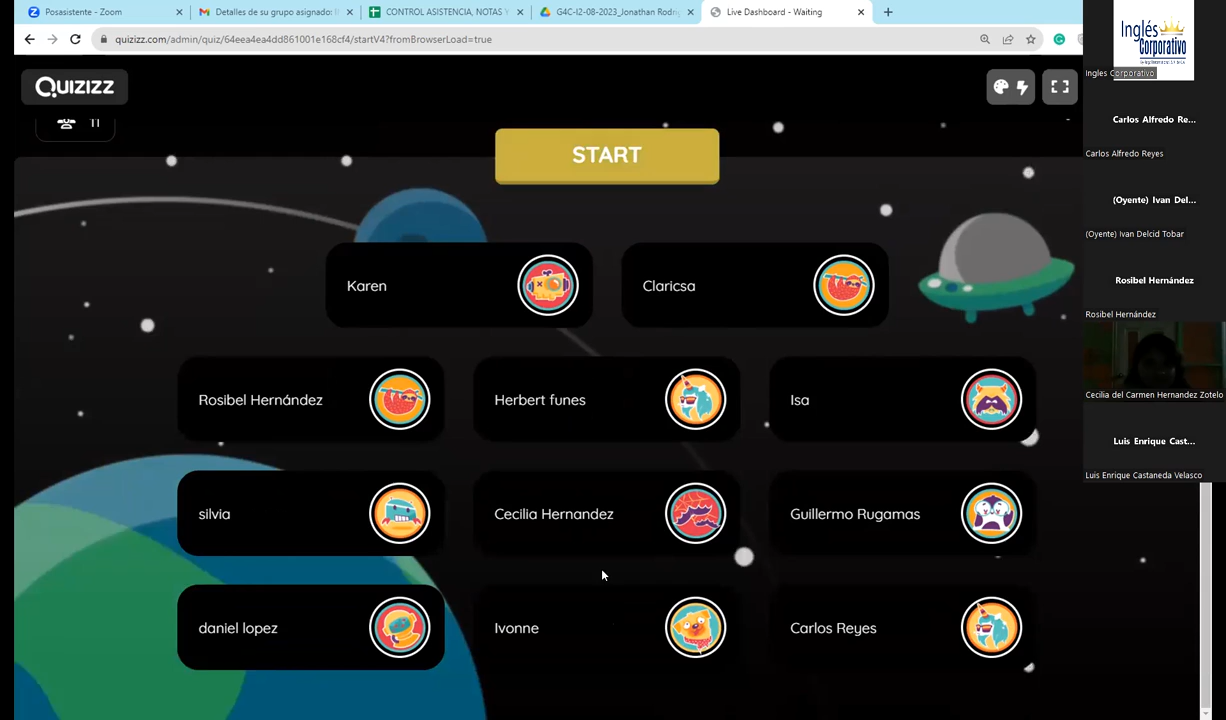 Posasistente - Zoom
Detalles de su grupo asignado: I
CONTROL ASISTENCIA, NOTAS Y
G4C-I2-08-2023_Jonathan Rodri
Live Dashboard - Waiting
quizizz.com/admin/quiz/64eea4ea4dd861001e168cf4/startV4?fromBrowserLoad=true
Quizizz
11
START
Karen
Claricsa
Rosibel Hernández
Herbert funes
Isa
silvia
Cecilia Hernandez
Guillermo Rugamas
daniel lopez
Ivonne
Carlos Reyes
Inglés
Corporativo
Ingles Corporativo
Carlos Alfredo Re...
Carlos Alfredo Reyes
(Oyente) Ivan Del...
(Oyente) Ivan Delcid Tobar
Rosibel Hernández
Rosibel Hernández
Cecilia del Carmen Hernandez Zotelo
Luis Enrique Cast...
Luis Enrique Castaneda Velasco